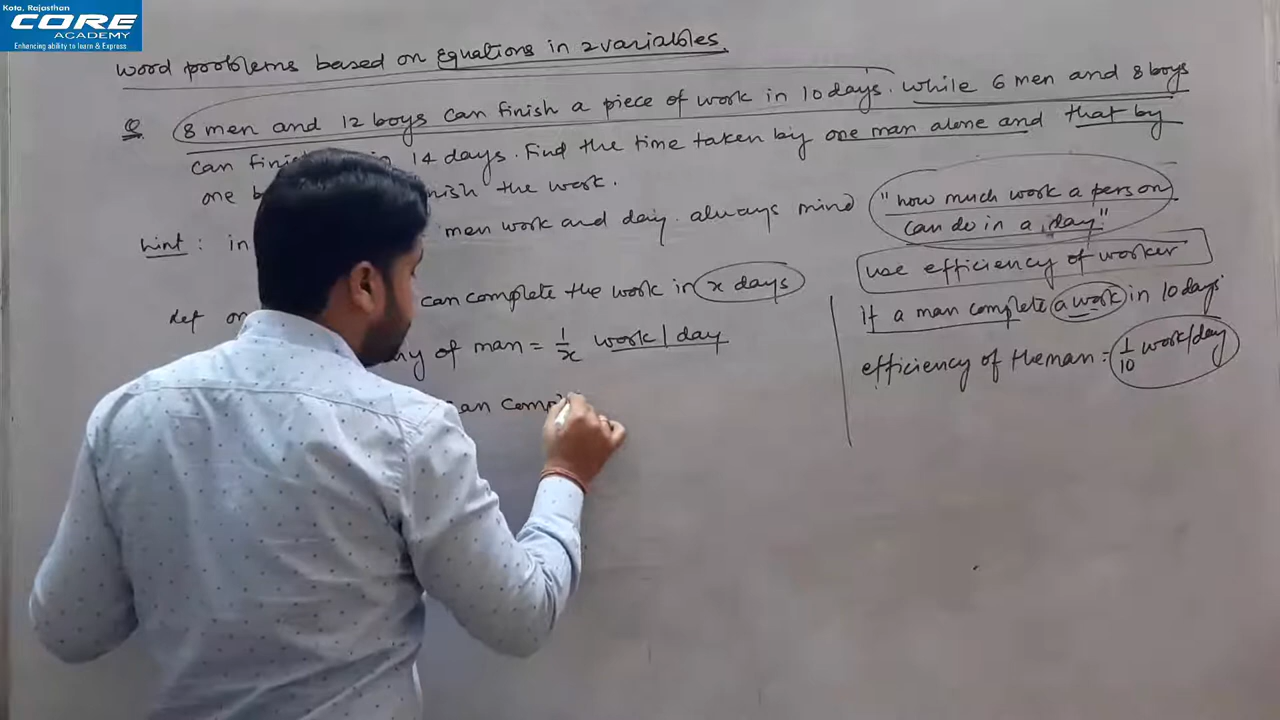 Kota, Rajasthan
CORE
ACADEMY
Enhancing ability to learn & Express
word problems based on Equations in 2 variables.
Q. 8 men and 12 boys can finish a piece of work in 10 days. while 6 men and 8 boys
can finish in 14 days. Find the time taken by one man alone and that by
one finish the work.
hint : in men work and day. always mind "how much work a person
can do in a day"
use efficiency of worker
Let can complete the work in x days
of man = 1/x work / day
can
If a man complete a work in 10 days
efficiency of the man = 1/10 work/day